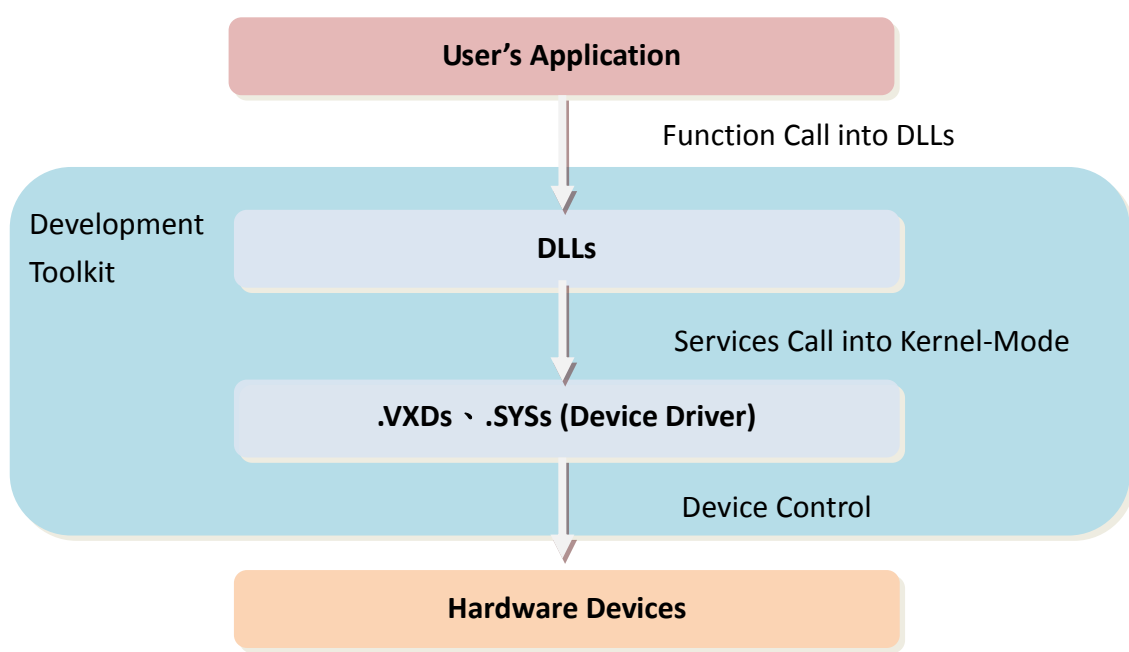 User’s Application
Function Call into DLLs
Development
Toolkit
DLLs
Services Call into Kernel-Mode
.VXDs、.SYSs (Device Driver)
Device Control
Hardware Devices